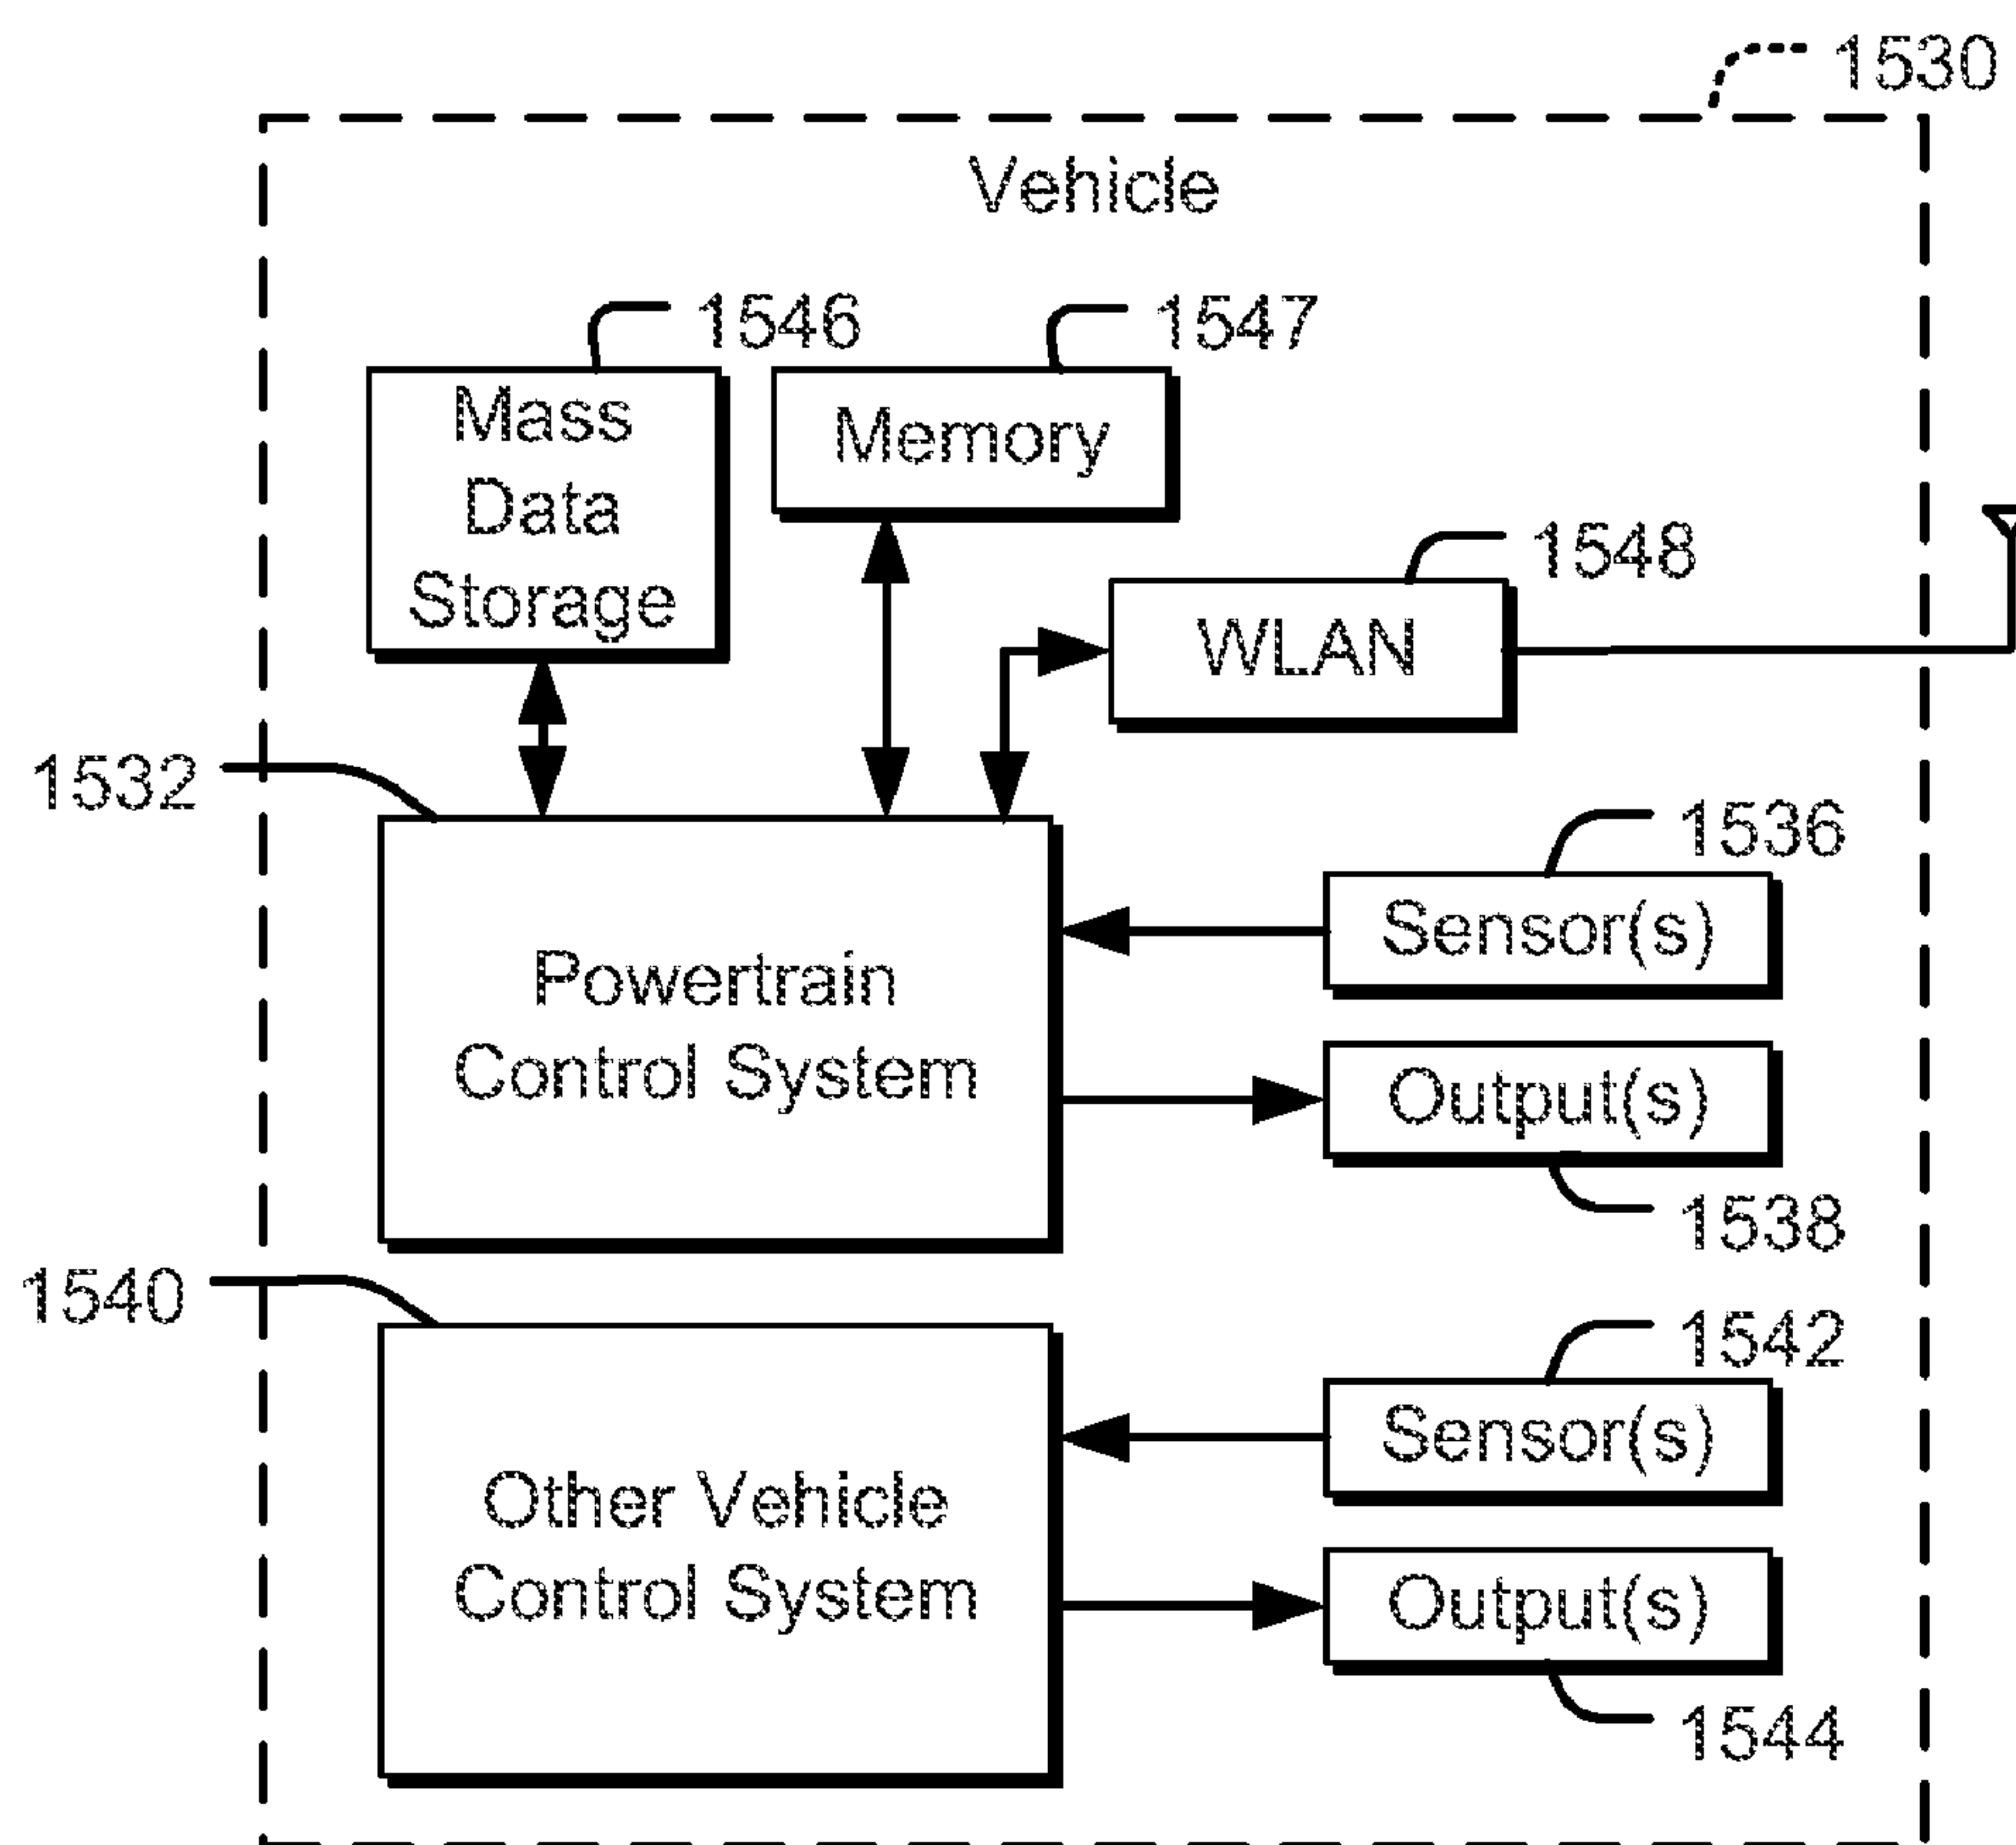 1530
Vehicle
1546
1547
Mass
Data
Storage
Memory
1548
WLAN
1532
1536
Sensor(s)
Powertrain
Control System
Output(s)
1538
1540
1542
Sensor(s)
Other Vehicle
Control System
Output(s)
1544